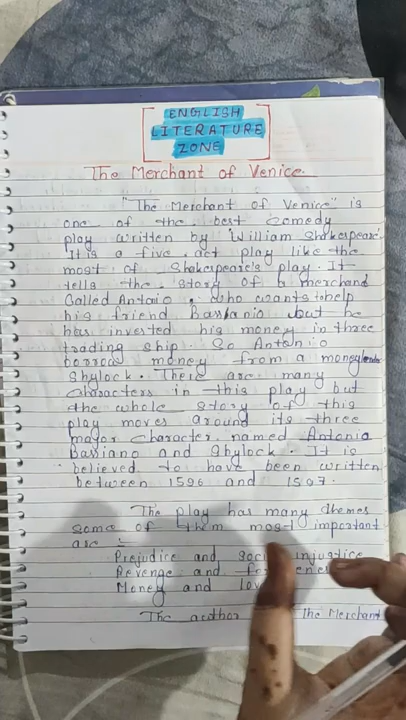 ENGLISH
LITERATURE
ZONE
The Merchant of Venice.
"The Merchant of Venice" is
one of the best comedy
play written by William Shakespeare
It is a five act play like the
most of Shakespeare's play. It
tells the story of a merchand
Called Antoio, who wants to help
his friend Bassanio but he
has invested his money in three
trading ship. So Antonio
borrow money from a moneylender
Shylock. There are many
characters in this play but
the whole story of this
play moves around its three
major character named Antonio
Bassiano and Shylock. It is
believed to have been written
between 1596 and 1597.
The play has many themes
some of them most important
are :-
Prejudice and injustice
Revenge and
Money and
The author The Merchant